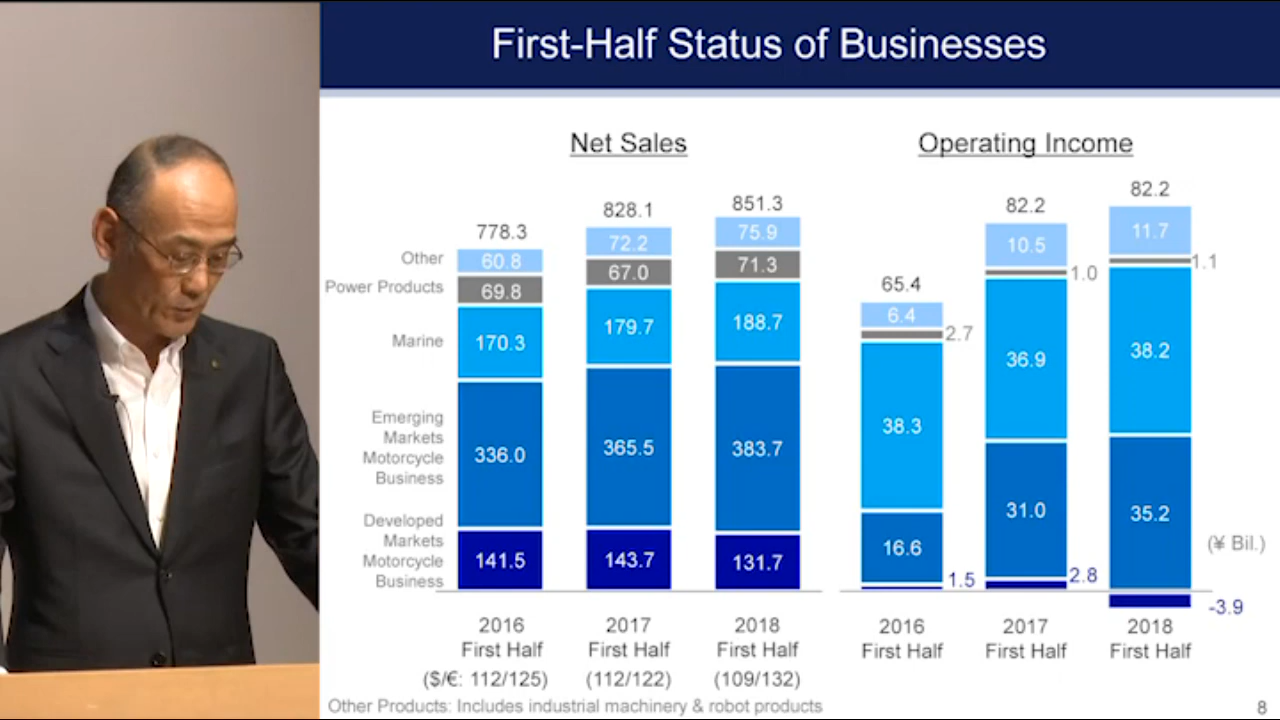 First-Half Status of Businesses
Net Sales
Operating Income
778.3
828.1
851.3
65.4
82.2
82.2
Other
60.8
72.2
75.9
6.4
10.5
11.7
Power Products
69.8
67.0
71.3
2.7
1.0
1.1
Marine
170.3
179.7
188.7
38.3
36.9
38.2
Emerging
Markets
Motorcycle
Business
336.0
365.5
383.7
16.6
31.0
35.2
Developed
Markets
Motorcycle
Business
141.5
143.7
131.7
1.5
2.8
-3.9
(¥ Bil.)
2016
First Half
2017
First Half
2018
First Half
2016
First Half
2017
First Half
2018
First Half
($/€: 112/125)
(112/122)
(109/132)
Other Products: Includes industrial machinery & robot products
8